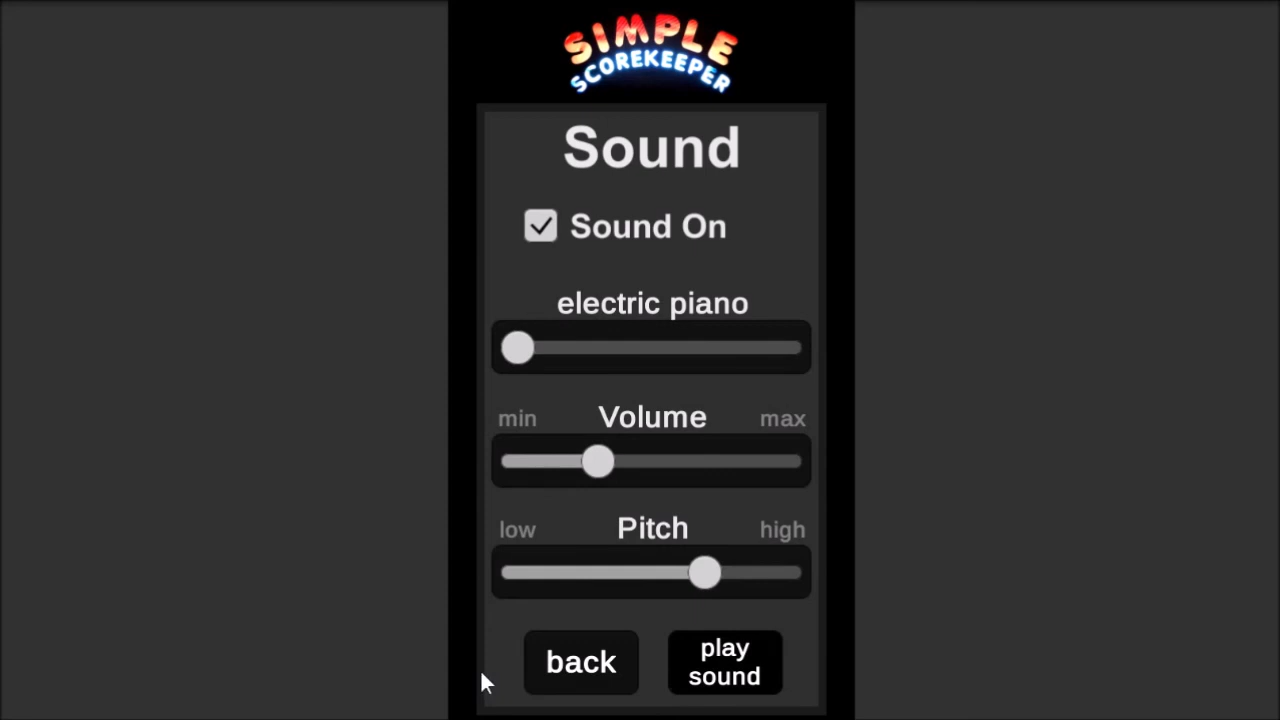 SIMPLE
SCOREKEEPER
Sound
Sound On
electric piano
min Volume max
low Pitch high
back
play
sound